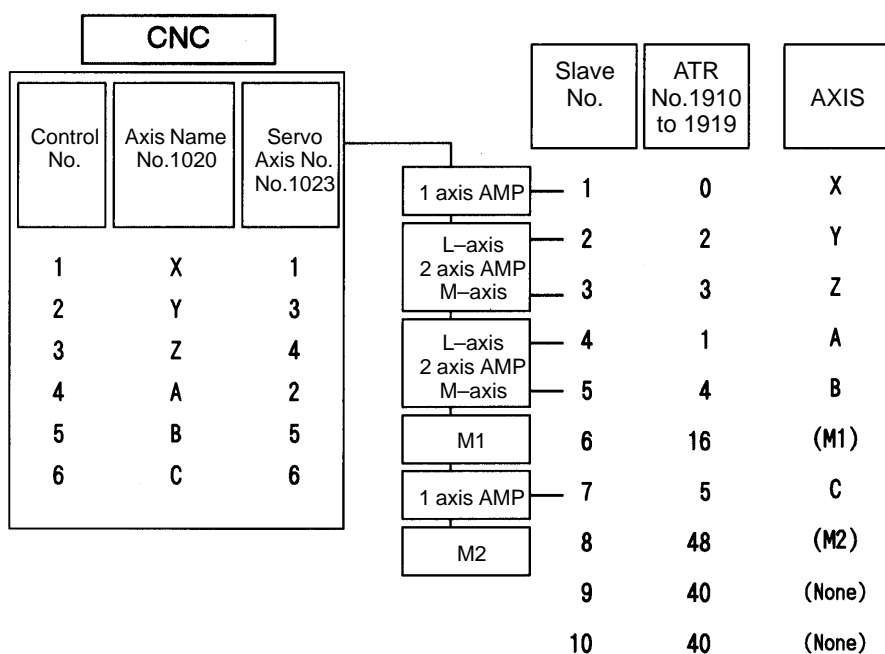 CNC
Control No.
Axis Name No.1020
Servo Axis No. No.1023
1 X 1
2 Y 3
3 Z 4
4 A 2
5 B 5
6 C 6
Slave No.
ATR No.1910 to 1919
AXIS
1 axis AMP 1 0 X
L–axis 2 2 Y
2 axis AMP
M–axis 3 3 Z
L–axis 4 1 A
2 axis AMP
M–axis 5 4 B
M1 6 16 (M1)
1 axis AMP 7 5 C
M2 8 48 (M2)
9 40 (None)
10 40 (None)